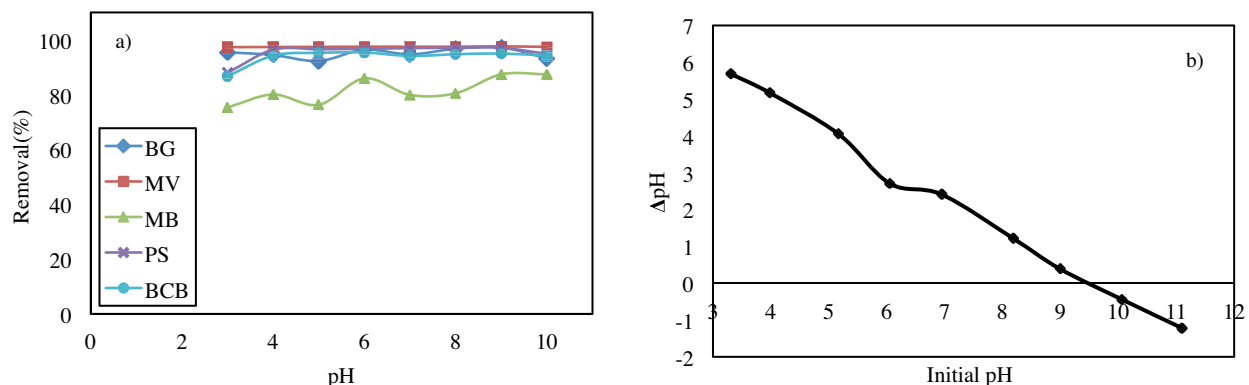 a)
100
80
60
40
20
0
Removal(%)
BG
MV
MB
PS
BCB
0 2 4 6 8 10
pH
b)
7
6
5
4
3
2
1
0
-1
-2
ΔpH
3 4 5 6 7 8 9 10 11 12
Initial pH